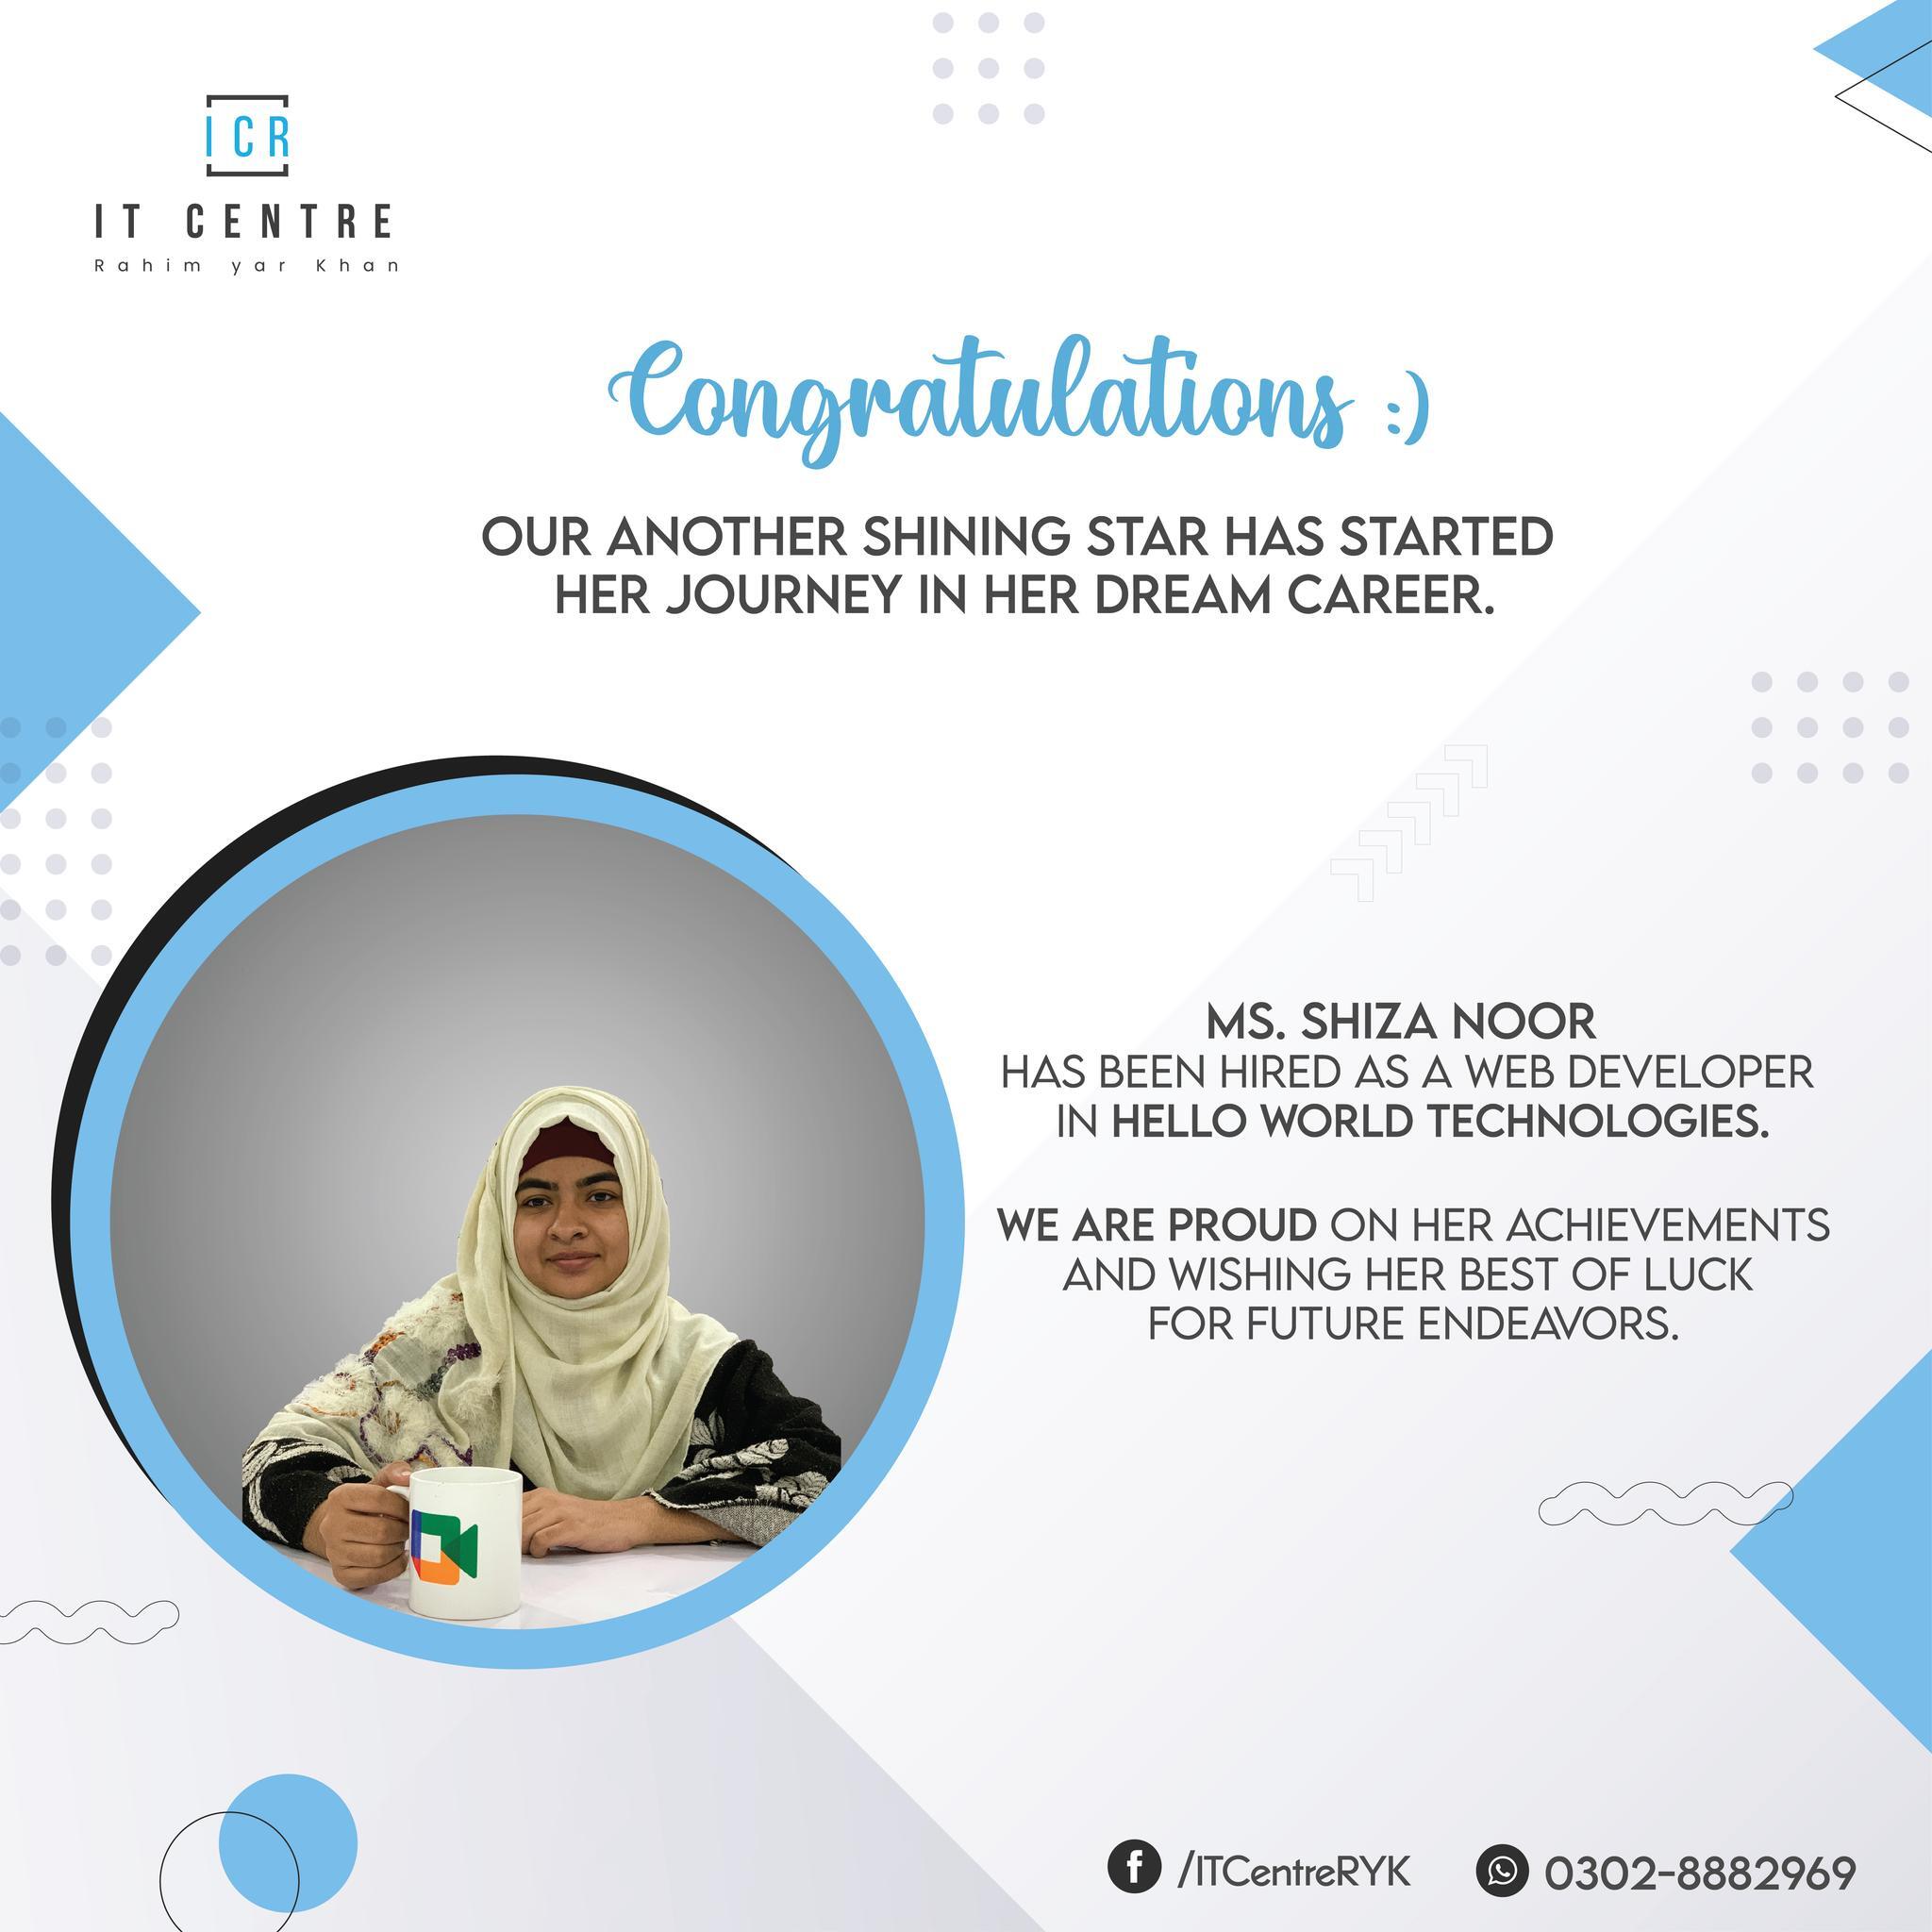 ICR
IT CENTRE
Rahim yar Khan
Congratulations :)
OUR ANOTHER SHINING STAR HAS STARTED
HER JOURNEY IN HER DREAM CAREER.
MS. SHIZA NOOR
HAS BEEN HIRED AS A WEB DEVELOPER
IN HELLO WORLD TECHNOLOGIES.
WE ARE PROUD ON HER ACHIEVEMENTS
AND WISHING HER BEST OF LUCK
FOR FUTURE ENDEAVORS.
/ITCentreRYK
0302-8882969